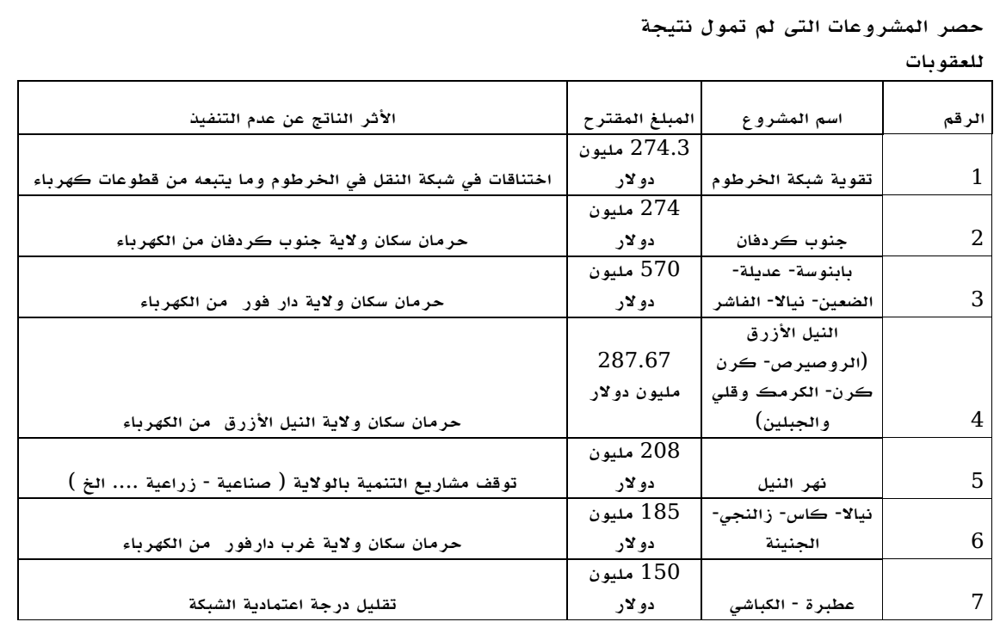 حصر المشروعات التى لم تمول نتيجة
للعقوبات
الرقم اسم المشروع المبلغ المقترح الأثر الناتج عن عدم التنفيذ
274.3 مليون
1 تقوية شبكة الخرطوم دولار اختناقات في شبكة النقل في الخرطوم وما يتبعه من قطوعات كهرباء
274 مليون
2 جنوب كردفان دولار حرمان سكان ولاية جنوب كردفان من الكهرباء
بابنوسة- عديلة- 570 مليون
3 الضعين- نيالا- الفاشر دولار حرمان سكان ولاية دار فور من الكهرباء
النيل الأزرق
(الروصيرص- كرن 287.67
كرن- الكرمك وقلي مليون دولار
4 والجبلين) حرمان سكان ولاية النيل الأزرق من الكهرباء
208 مليون
5 نهر النيل دولار توقف مشاريع التنمية بالولاية ( صناعية - زراعية .... الخ )
نيالا- كاس- زالنجي- 185 مليون
6 الجنينة دولار حرمان سكان ولاية غرب دارفور من الكهرباء
150 مليون
7 عطبرة - الكباشي دولار تقليل درجة اعتمادية الشبكة